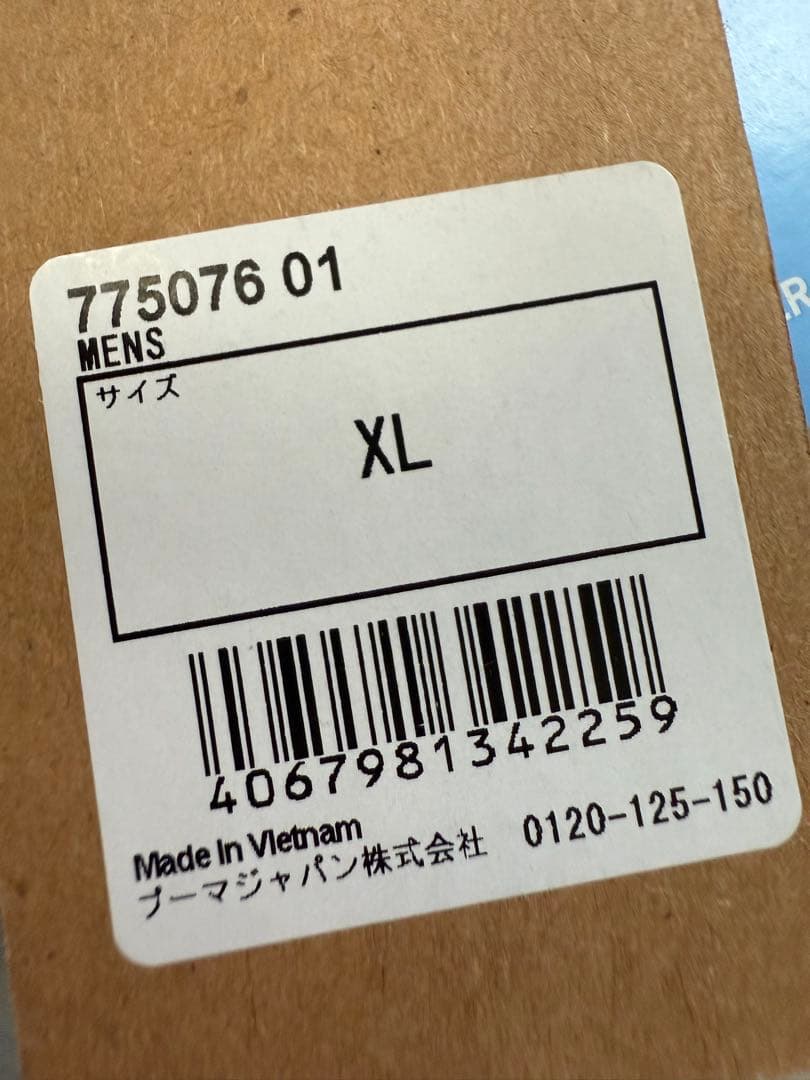 775076 01
MENS
サイズ
XL
4067981342259
Made In Vietnam
プーマジャパン株式会社 0120-125-150